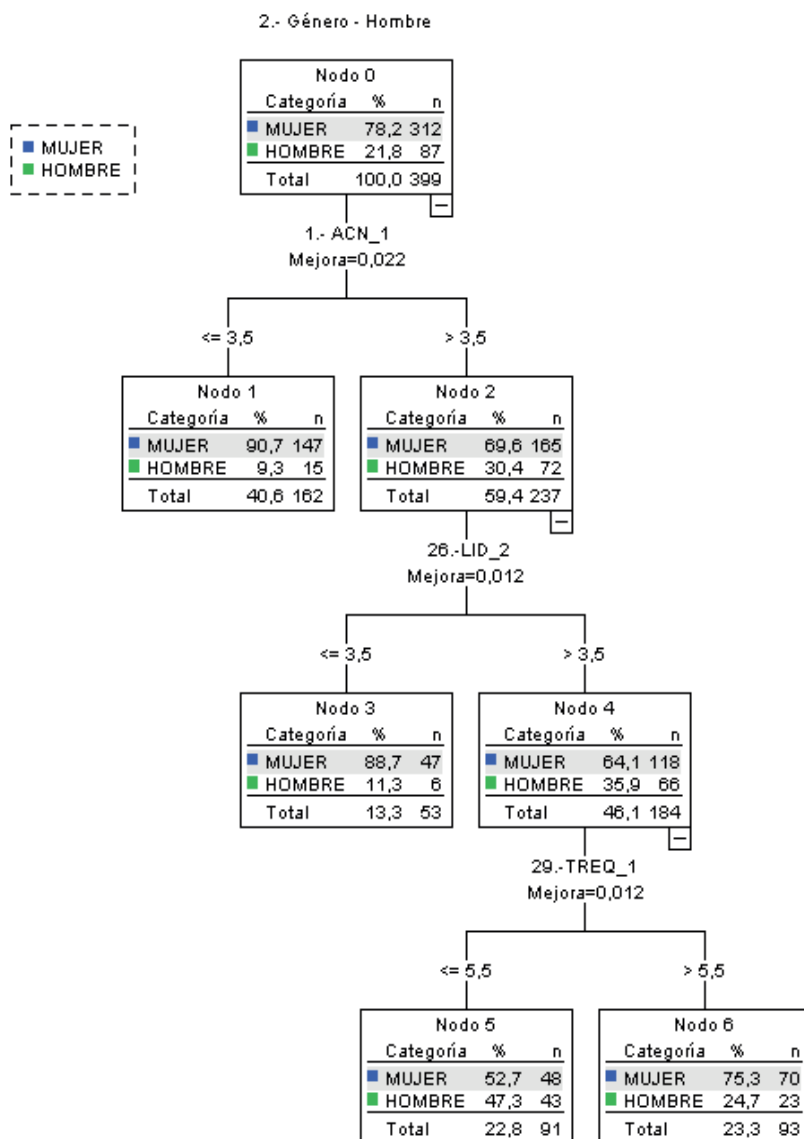 2.- Género - Hombre
MUJER
HOMBRE
Nodo 0
Categoría % n
MUJER 78,2 312
HOMBRE 21,8 87
Total 100,0 399
1.- ACN_1
Mejora=0,022
<= 3,5 > 3,5
Nodo 1
Categoría % n
MUJER 90,7 147
HOMBRE 9,3 15
Total 40,6 162
Nodo 2
Categoría % n
MUJER 69,6 165
HOMBRE 30,4 72
Total 59,4 237
26.-LID_2
Mejora=0,012
<= 3,5 > 3,5
Nodo 3
Categoría % n
MUJER 88,7 47
HOMBRE 11,3 6
Total 13,3 53
Nodo 4
Categoría % n
MUJER 64,1 118
HOMBRE 35,9 66
Total 46,1 184
29.-TREQ_1
Mejora=0,012
<= 5,5 > 5,5
Nodo 5
Categoría % n
MUJER 52,7 48
HOMBRE 47,3 43
Total 22,8 91
Nodo 6
Categoría % n
MUJER 75,3 70
HOMBRE 24,7 23
Total 23,3 93